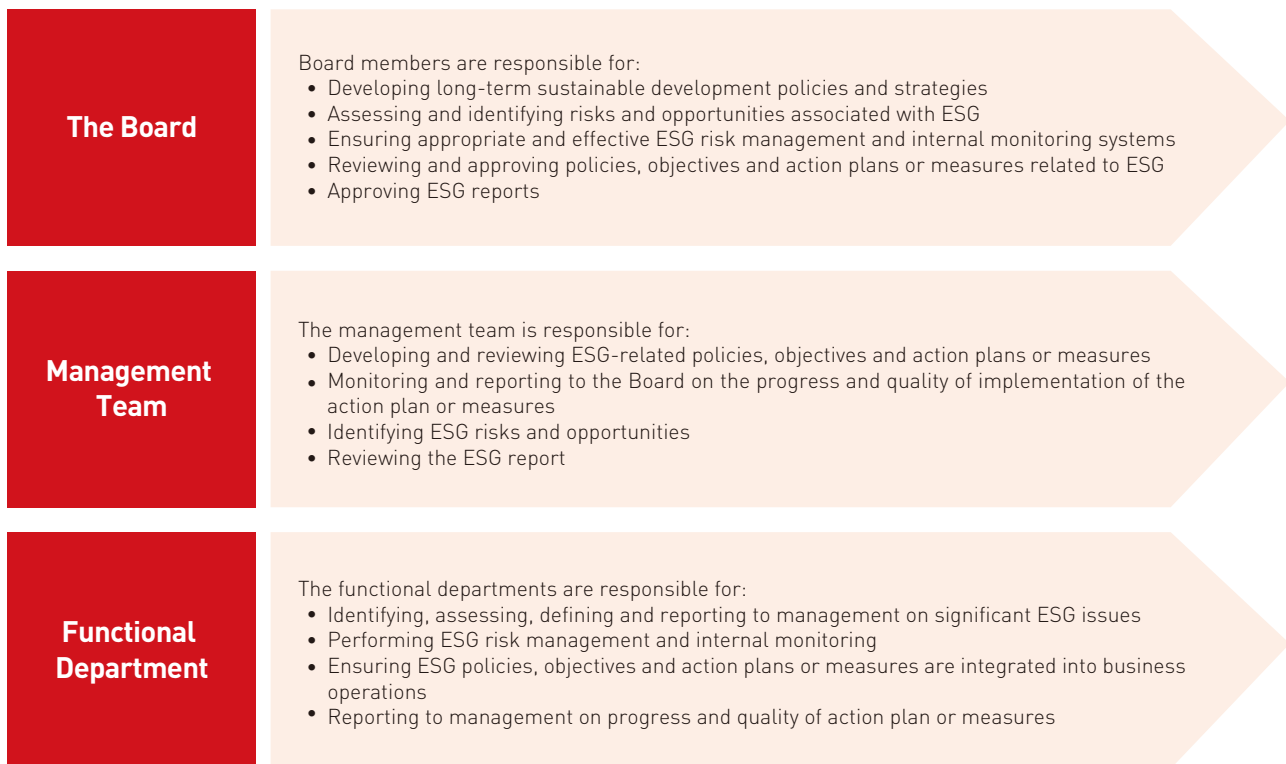 The Board
Board members are responsible for:
• Developing long-term sustainable development policies and strategies
• Assessing and identifying risks and opportunities associated with ESG
• Ensuring appropriate and effective ESG risk management and internal monitoring systems
• Reviewing and approving policies, objectives and action plans or measures related to ESG
• Approving ESG reports
Management
Team
The management team is responsible for:
• Developing and reviewing ESG-related policies, objectives and action plans or measures
• Monitoring and reporting to the Board on the progress and quality of implementation of the
action plan or measures
• Identifying ESG risks and opportunities
• Reviewing the ESG report
Functional
Department
The functional departments are responsible for:
• Identifying, assessing, defining and reporting to management on significant ESG issues
• Performing ESG risk management and internal monitoring
• Ensuring ESG policies, objectives and action plans or measures are integrated into business
operations
• Reporting to management on progress and quality of action plan or measures